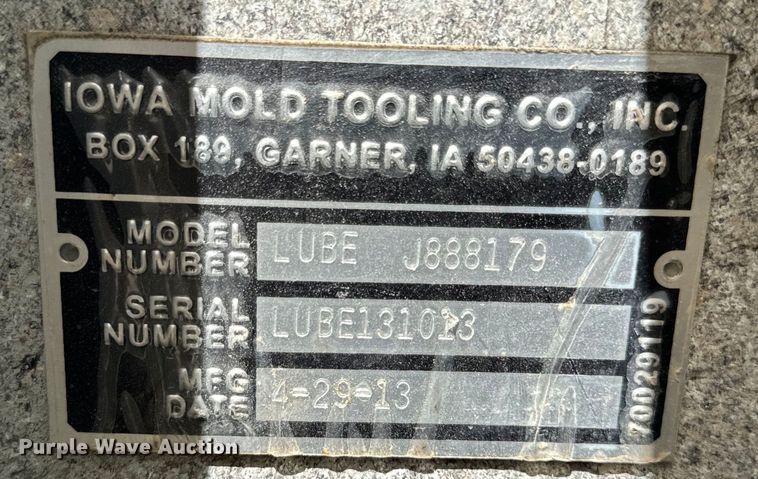 IOWA MOLD TOOLING CO., INC.
BOX 189, GARNER, IA 50438-0189
MODEL NUMBER LUBE J888179
SERIAL NUMBER LUBE131013
MFG DATE 4-29-13
70029119
Purple Wave Auction